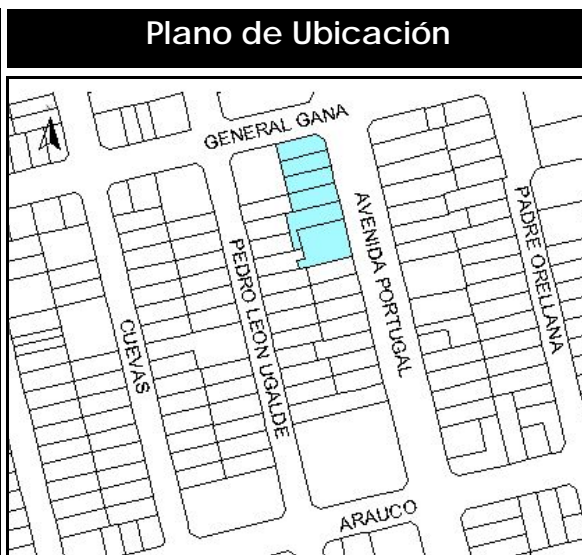 Plano de Ubicación
GENERAL GANA
AVENIDA PORTUGAL
PADRE ORELLANA
PEDRO LEON UGALDE
CUEVAS
ARAUCO